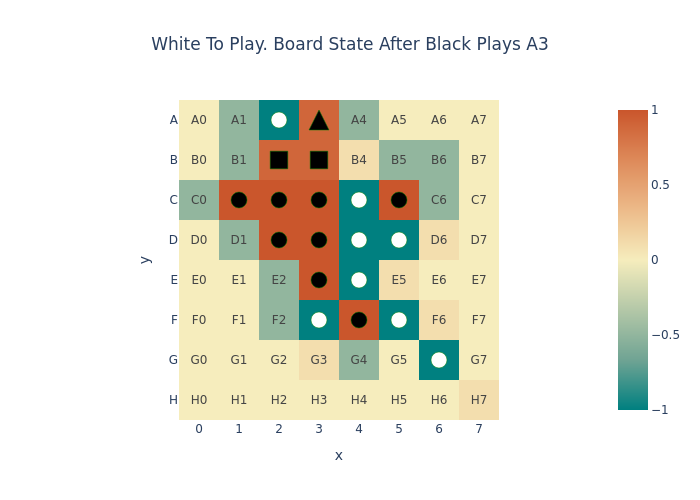 White To Play. Board State After Black Plays A3
A A0 A1 A4 A5 A6 A7
B B0 B1 B4 B5 B6 B7
C C0 C6 C7
D D0 D1 D6 D7
E E0 E1 E2 E5 E6 E7
F F0 F1 F2 F6 F7
G G0 G1 G2 G3 G4 G5 G7
H H0 H1 H2 H3 H4 H5 H6 H7
0 1 2 3 4 5 6 7
x
y
1
0.5
0
−0.5
−1